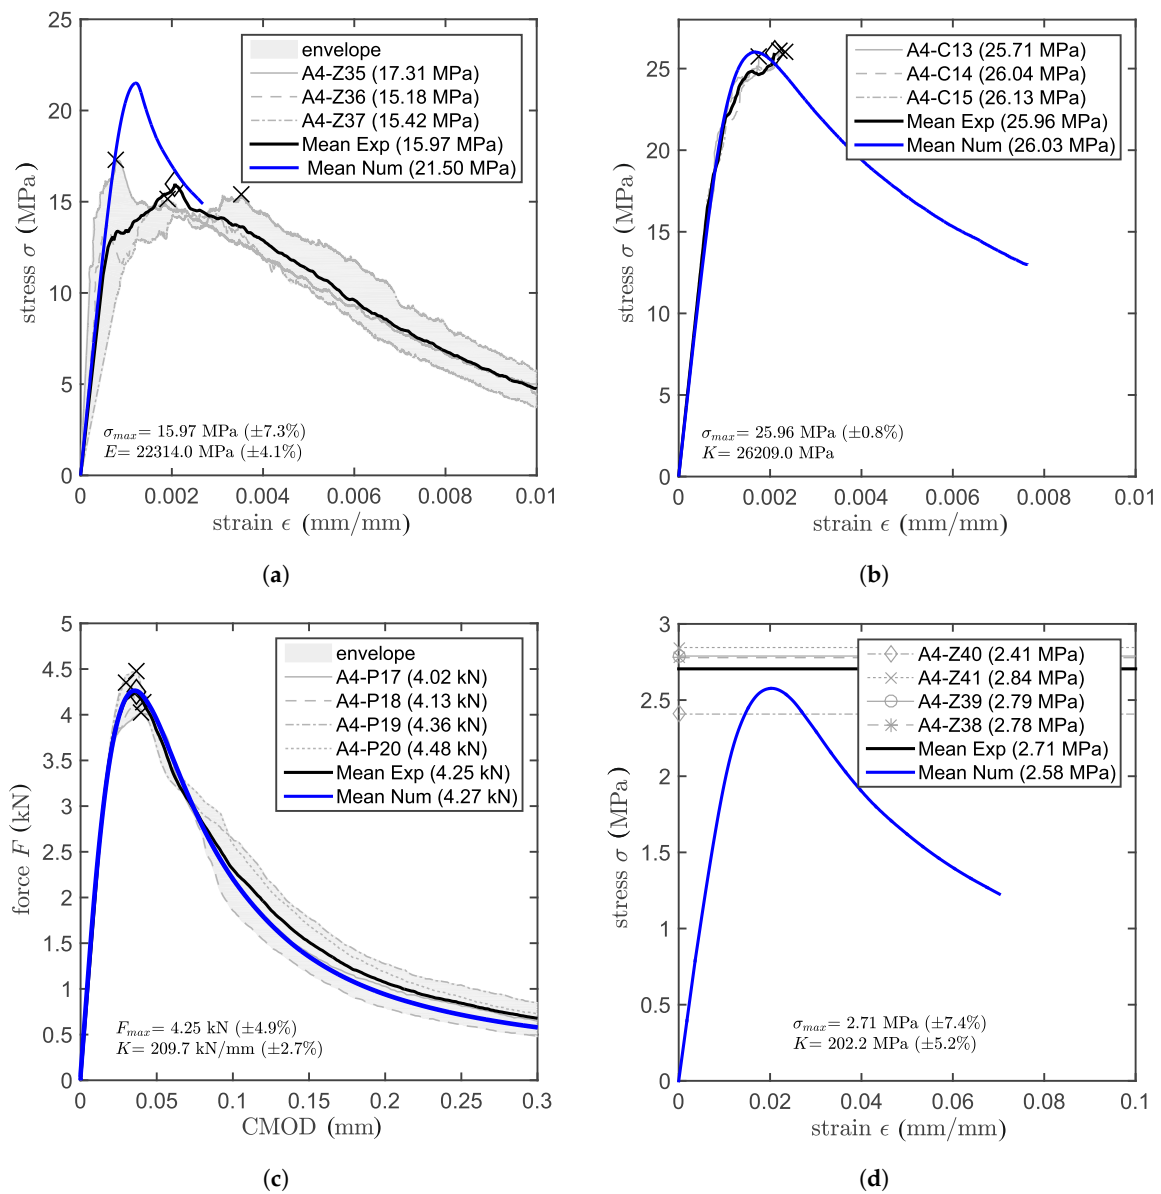 25
20
15
10
5
0
stress σ (MPa)
envelope
A4-Z35 (17.31 MPa)
A4-Z36 (15.18 MPa)
A4-Z37 (15.42 MPa)
Mean Exp (15.97 MPa)
Mean Num (21.50 MPa)
σmax= 15.97 MPa (±7.3%)
E= 22314.0 MPa (±4.1%)
0 0.002 0.004 0.006 0.008 0.01
strain ϵ (mm/mm)
(a)
25
20
15
10
5
0
stress σ (MPa)
A4-C13 (25.71 MPa)
A4-C14 (26.04 MPa)
A4-C15 (26.13 MPa)
Mean Exp (25.96 MPa)
Mean Num (26.03 MPa)
σmax= 25.96 MPa (±0.8%)
K= 26209.0 MPa
0 0.002 0.004 0.006 0.008 0.01
strain ϵ (mm/mm)
(b)
5
4.5
4
3.5
3
2.5
2
1.5
1
0.5
0
force F (kN)
envelope
A4-P17 (4.02 kN)
A4-P18 (4.13 kN)
A4-P19 (4.36 kN)
A4-P20 (4.48 kN)
Mean Exp (4.25 kN)
Mean Num (4.27 kN)
Fmax= 4.25 kN (±4.9%)
K= 209.7 kN/mm (±2.7%)
0 0.05 0.1 0.15 0.2 0.25 0.3
CMOD (mm)
(c)
3
2.5
2
1.5
1
0.5
0
stress σ (MPa)
A4-Z40 (2.41 MPa)
A4-Z41 (2.84 MPa)
A4-Z39 (2.79 MPa)
A4-Z38 (2.78 MPa)
Mean Exp (2.71 MPa)
Mean Num (2.58 MPa)
σmax= 2.71 MPa (±7.4%)
K= 202.2 MPa (±5.2%)
0 0.02 0.04 0.06 0.08 0.1
strain ϵ (mm/mm)
(d)